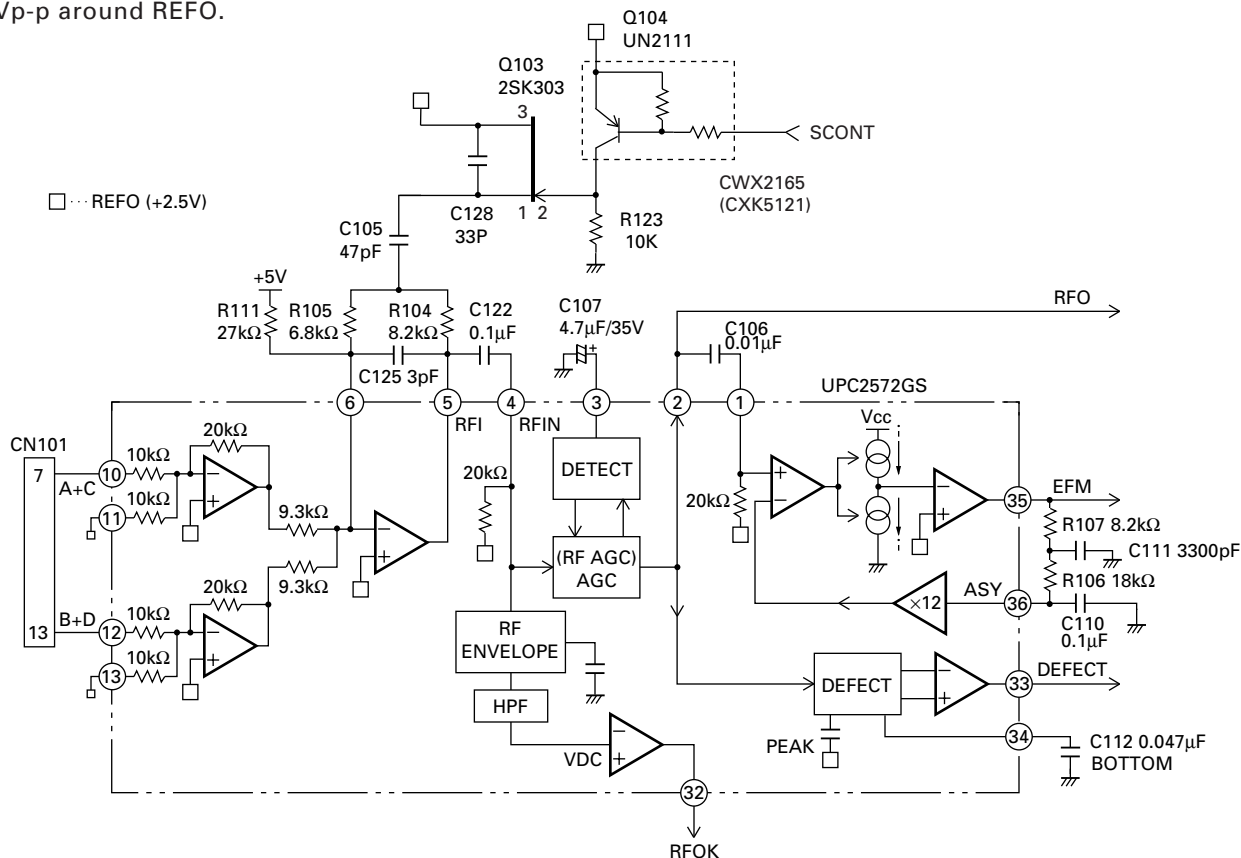 Vp-p around REFO.
Q104
UN2111
Q103
2SK303
3
SCONT
CWX2165
(CXK5121)
□ ··· REFO (+2.5V)
1 2
C128
33P
R123
10K
C105
47pF
+5V
R111
27kΩ
R105
6.8kΩ
R104
8.2kΩ
C122
0.1µF
C107
4.7µF/35V
+
RFO
C106
0.01µF
C125 3pF
UPC2572GS
6
5
4
3
2
1
RFI
RFIN
Vcc
CN101
20kΩ
10kΩ
7
10
A+C
10kΩ
11
−
+
9.3kΩ
9.3kΩ
−
+
20kΩ
DETECT
(RF AGC)
AGC
20kΩ
+
−
−
+
35
EFM
R107 8.2kΩ
C111 3300pF
R106 18kΩ
×12
ASY
36
C110
0.1µF
20kΩ
10kΩ
B+D
13
12
10kΩ
13
−
+
RF
ENVELOPE
HPF
VDC
−
+
DEFECT
−
+
33
DEFECT
34
PEAK
C112 0.047µF
BOTTOM
32
RFOK